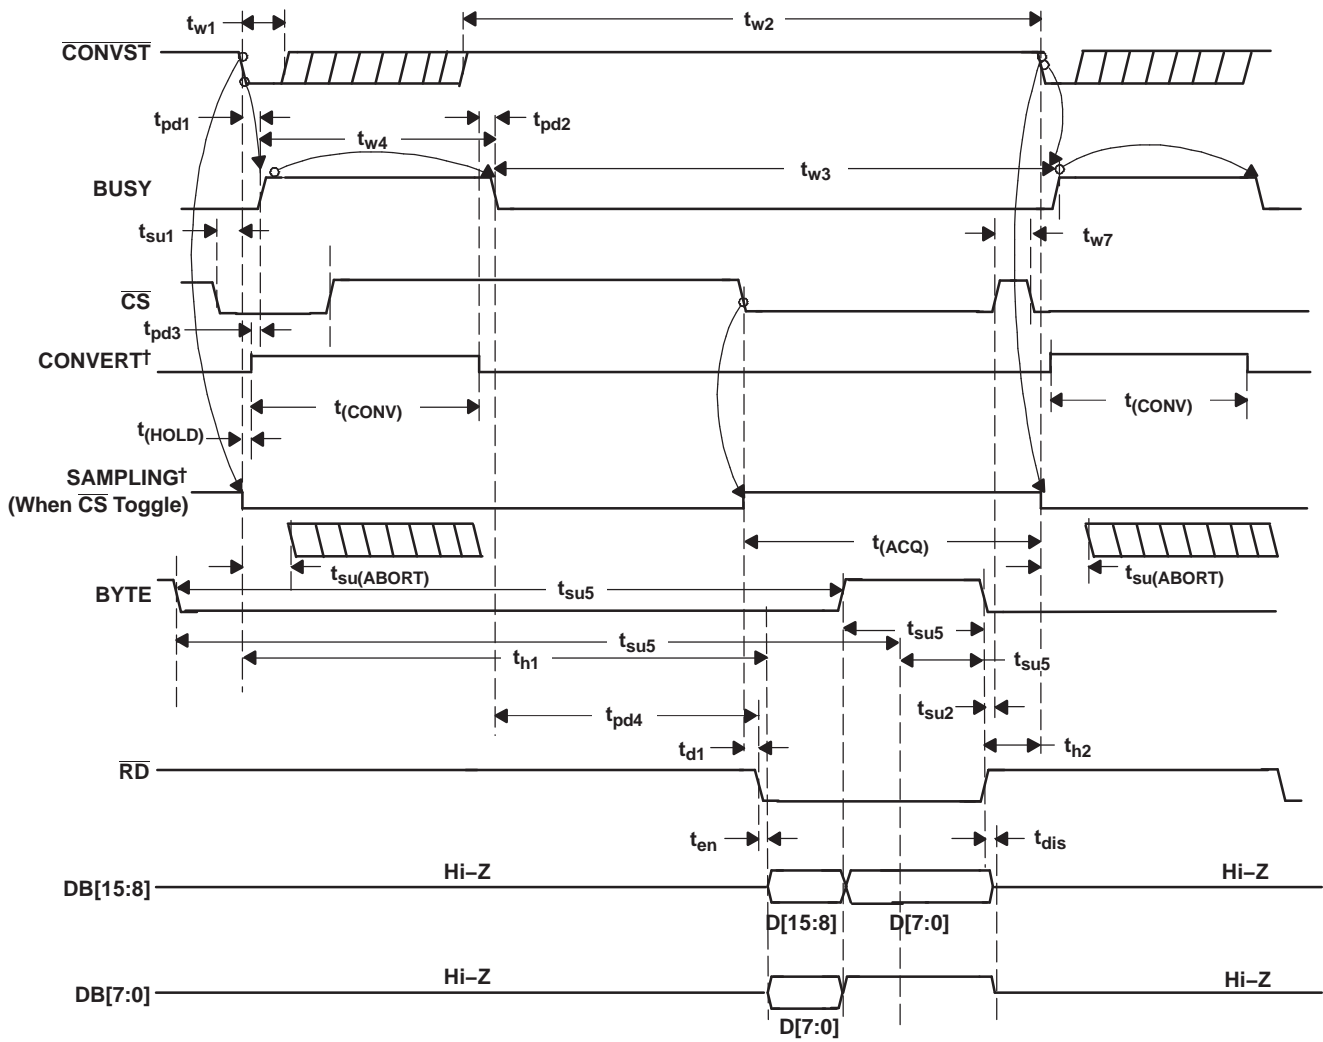 tw1
tw2
CONVST
tpd1
tw4
tpd2
tw3
BUSY
tsu1
tw7
CS
tpd3
CONVERT†
t(CONV)
t(CONV)
t(HOLD)
SAMPLING†
(When CS Toggle)
t(ACQ)
tsu(ABORT)
tsu(ABORT)
BYTE
tsu5
tsu5
tsu5
th1
tsu5
tpd4
tsu2
td1
th2
RD
ten
tdis
Hi–Z
Hi–Z
DB[15:8]
D[15:8]
D[7:0]
Hi–Z
Hi–Z
DB[7:0]
D[7:0]